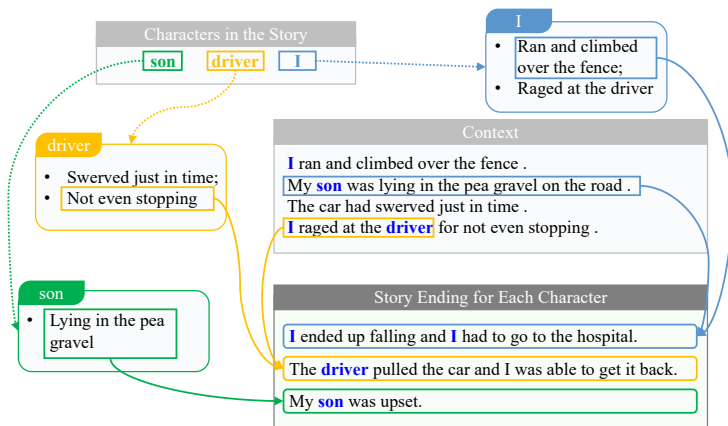 Characters in the Story
son driver I
I
• Ran and climbed
over the fence;
• Raged at the driver
driver
• Swerved just in time;
• Not even stopping
Context
I ran and climbed over the fence .
My son was lying in the pea gravel on the road .
The car had swerved just in time .
I raged at the driver for not even stopping .
son
• Lying in the pea
gravel
Story Ending for Each Character
I ended up falling and I had to go to the hospital.
The driver pulled the car and I was able to get it back.
My son was upset.